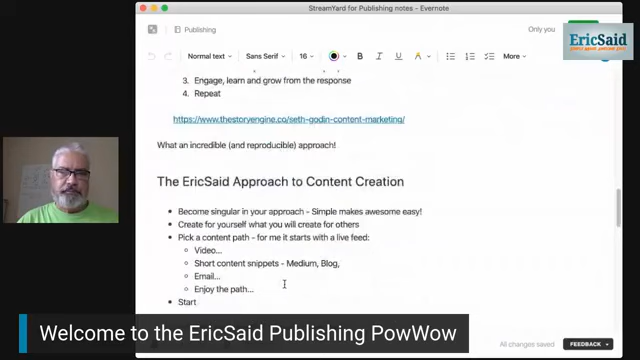 StreamYard for Publishing notes - Evernote
Publishing
Only you
EricSaid
Normal text
Sans Serif
16
B
I
U
A
More
3. Engage, learn and grow from the response
4. Repeat
https://www.thestoryengine.co/seth-godin-content-marketing/
What an incredible (and reproducible) approach!
The EricSaid Approach to Content Creation
Become singular in your approach - Simple makes awesome easy!
Create for yourself what you will create for others
Pick a content path - for me it starts with a live feed:
Video...
Short content snippets - Medium, Blog,
Email...
Enjoy the path...
Start
Welcome to the EricSaid Publishing PowWow
All changes saved
FEEDBACK